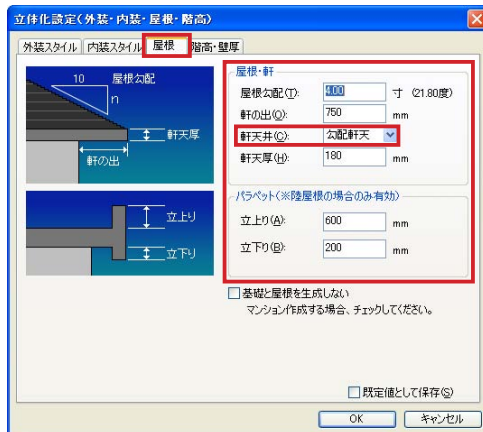 立体化設定(外装・内装・屋根・階高)
外装スタイル 内装スタイル 屋根 階高・壁厚
10 屋根勾配
n
軒天厚
軒の出
立上り
立下り
屋根・軒
屋根勾配(T): 4.00 寸 (21.80度)
軒の出(O): 750 mm
軒天井(C): 勾配軒天
軒天厚(H): 180 mm
パラペット(※陸屋根の場合のみ有効)
立上り(A): 600 mm
立下り(B): 200 mm
基礎と屋根を生成しない
マンション作成する場合、チェックしてください。
既定値として保存(S)
OK キャンセル